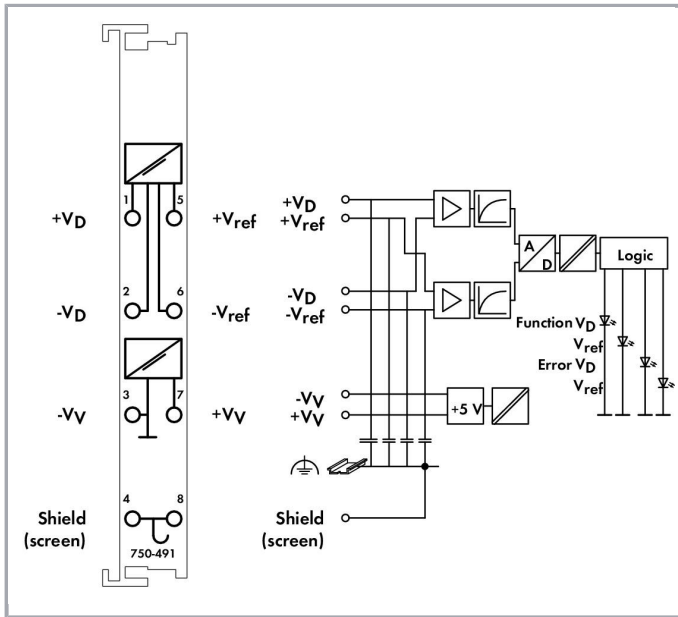 1 5
+VD +Vref
2 6
-VD -Vref
3 7
-VV +VV
4 8
Shield
(screen)
750-491
+VD
+Vref
-VD
-Vref
-VV
+VV
Shield
(screen)
A
D
Logic
+5 V
Function VD
Vref
Error VD
Vref